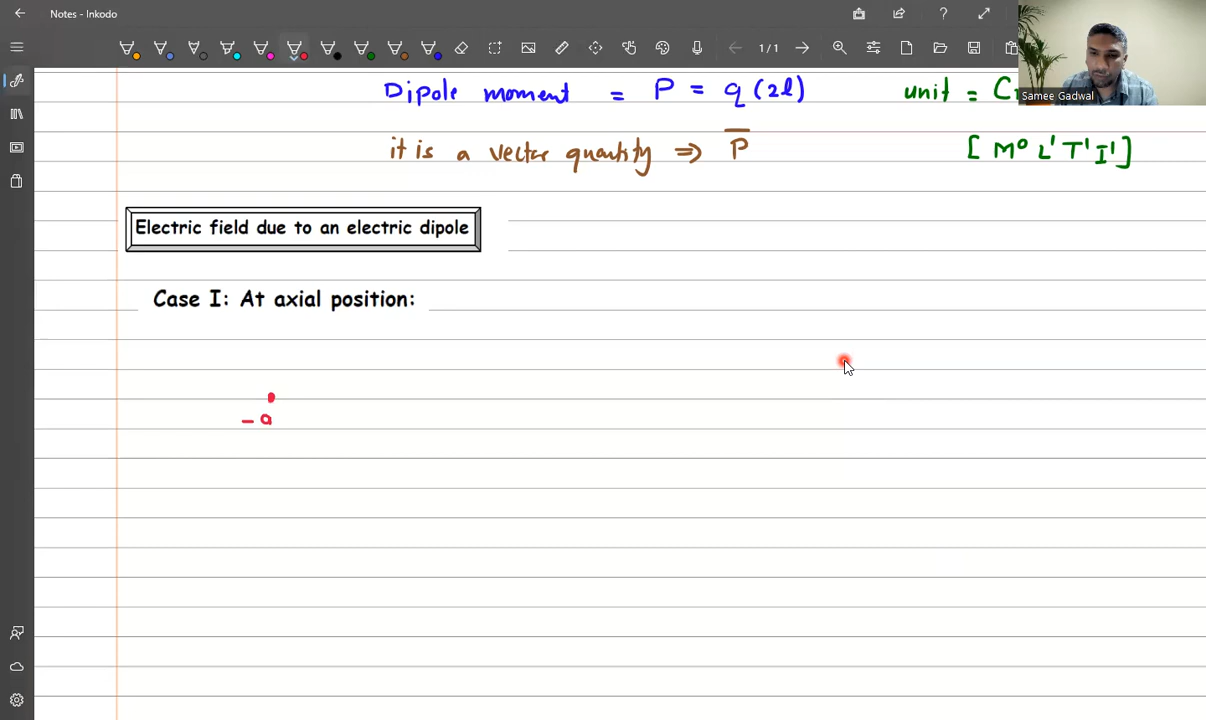 Notes - Inkodo
1/1
Samee Gadwal
Dipole moment = P = q (2l) unit = C
it is a vector quantity ⇒ P̅ [ M⁰ L¹ T¹ I¹ ]
Electric field due to an electric dipole
Case I: At axial position:
- q